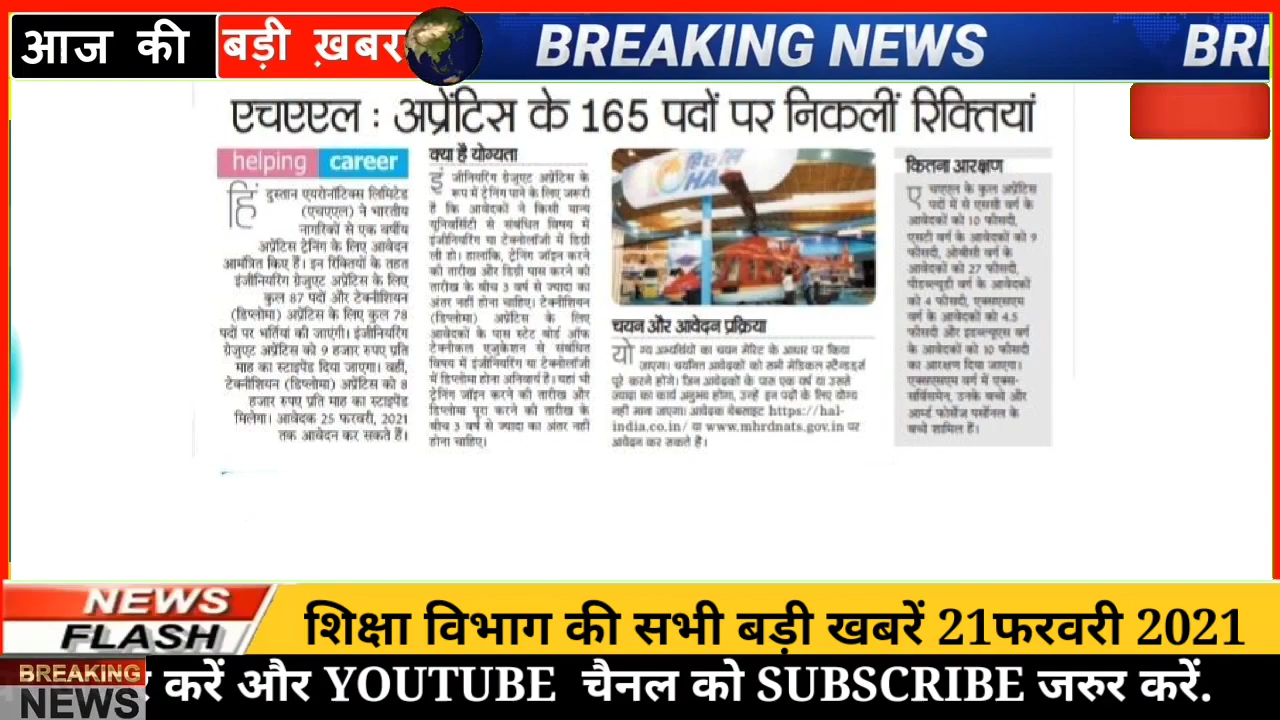 आज की बड़ी ख़बर
BREAKING NEWS
BRE
एचएएल : अप्रेंटिस के 165 पदों पर निकलीं रिक्तियां
helping career
हिंदुस्तान एयरोनॉटिक्स लिमिटेड
(एचएएल) ने भारतीय
नागरिकों से एक वर्षीय
अप्रेंटिस ट्रेनिंग के लिए आवेदन
आमंत्रित किए हैं। इन रिक्तियों के तहत
इंजीनियरिंग ग्रेजुएट अप्रेंटिस के लिए
कुल 87 पदों और टेक्नीशियन
(डिप्लोमा) अप्रेंटिस के लिए कुल 78
पदों पर भर्तियां की जाएंगी। इंजीनियरिंग
ग्रेजुएट अप्रेंटिस को 9 हजार रुपए प्रति
माह का स्टाइपेंड दिया जाएगा। वहीं,
टेक्नीशियन (डिप्लोमा) अप्रेंटिस को 8
हजार रुपए प्रति माह का स्टाइपेंड
मिलेगा। आवेदक 25 फरवरी, 2021
तक आवेदन कर सकते हैं।
क्या है योग्यता
इंजीनियरिंग ग्रेजुएट अप्रेंटिस के
रूप में ट्रेनिंग पाने के लिए जरूरी
है कि आवेदकों ने किसी मान्य
यूनिवर्सिटी से संबंधित विषय में
इंजीनियरिंग या टेक्नोलॉजी में डिग्री
ली हो। हालांकि, ट्रेनिंग जॉइन करने
की तारीख और डिग्री पास करने की
तारीख के बीच 3 वर्ष से ज्यादा का
अंतर नहीं होना चाहिए। टेक्नीशियन
(डिप्लोमा) अप्रेंटिस के लिए
आवेदकों के पास स्टेट बोर्ड ऑफ
टेक्नीकल एजुकेशन से संबंधित
विषय में इंजीनियरिंग या टेक्नोलॉजी
में डिप्लोमा होना अनिवार्य है। यहां भी
ट्रेनिंग जॉइन करने की तारीख और
डिप्लोमा पूरा करने की तारीख के
बीच 3 वर्ष से ज्यादा का अंतर नहीं
होना चाहिए।
HAL
चयन और आवेदन प्रक्रिया
योग्य अभ्यर्थियों का चयन मेरिट के आधार पर किया
जाएगा। चयनित आवेदकों को सभी मेडिकल स्टैन्डर्ड्स
पूरे करने होंगे। जिन आवेदकों के पास एक वर्ष या उससे
ज्यादा का कार्य अनुभव होगा, उन्हें इन पदों के लिए योग्य
नहीं माना जाएगा। आवेदक वेबसाइट https://hal-
india.co.in/ या www.mhrdnats.gov.in पर
आवेदन कर सकते हैं।
कितना आरक्षण
एचएएल के कुल अप्रेंटिस
पदों में से एससी वर्ग के
आवेदकों को 10 फीसदी,
एसटी वर्ग के आवेदकों को 9
फीसदी, ओबीसी वर्ग के
आवेदकों को 27 फीसदी,
पीडब्ल्यूडी वर्ग के आवेदकों
को 4 फीसदी, एक्सएसएम
वर्ग के आवेदकों को 4.5
फीसदी और इडब्ल्यूएस वर्ग
के आवेदकों को 10 फीसदी
का आरक्षण दिया जाएगा।
एक्सएसएम वर्ग में एक्स-
सर्विसमेन, उनके बच्चे और
आर्म्ड फोर्सेज पर्सोनेल के
बच्चे शामिल हैं।
NEWS
FLASH
शिक्षा विभाग की सभी बड़ी खबरें 21फरवरी 2021
BREAKING
NEWS
करें और YOUTUBE चैनल को SUBSCRIBE जरुर करें.